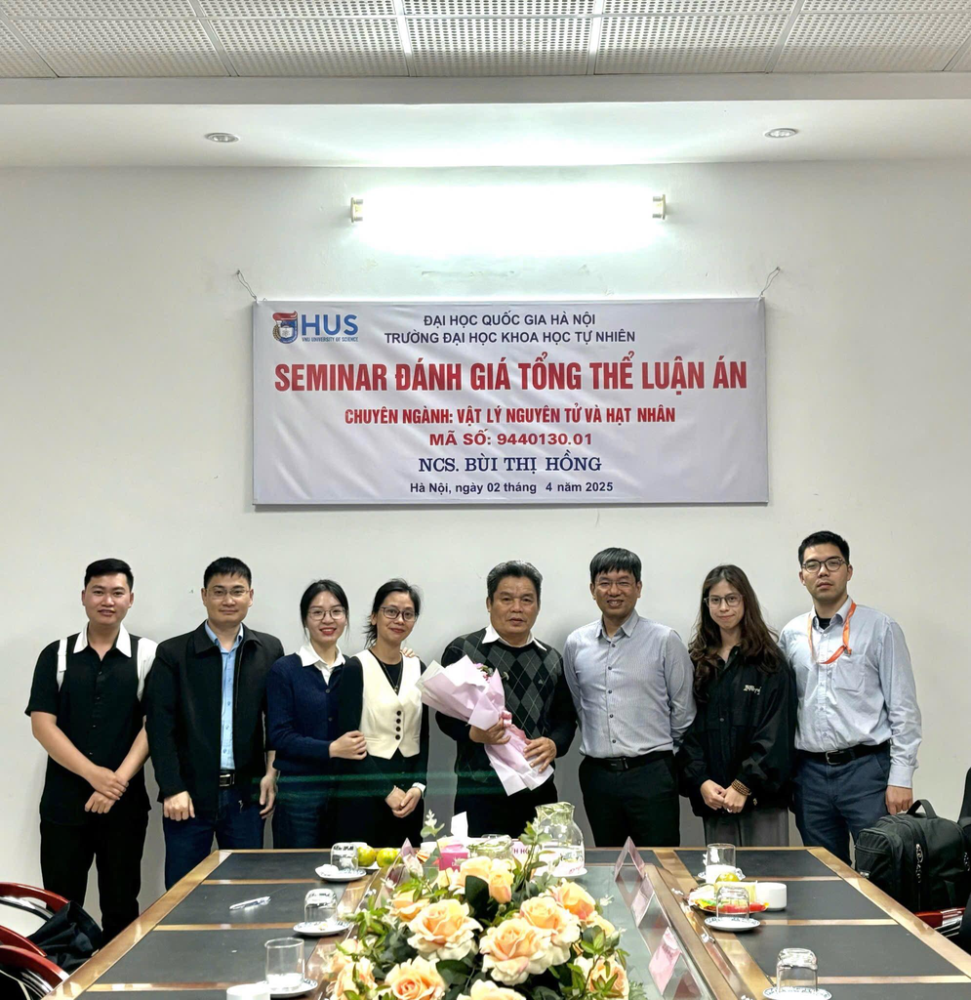 HUS
VNU UNIVERSITY OF SCIENCE
ĐẠI HỌC QUỐC GIA HÀ NỘI
TRƯỜNG ĐẠI HỌC KHOA HỌC TỰ NHIÊN
SEMINAR ĐÁNH GIÁ TỔNG THỂ LUẬN ÁN
CHUYÊN NGÀNH: VẬT LÝ NGUYÊN TỬ VÀ HẠT NHÂN
MÃ SỐ: 9440130.01
NCS. BÙI THỊ HỒNG
Hà Nội, ngày 02 tháng 4 năm 2025